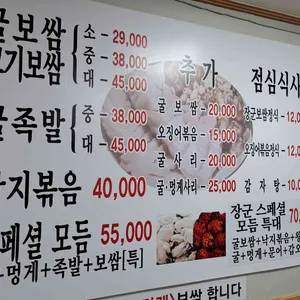 굴보쌈 소 - 29,000
고기보쌈 중 - 38,000
대 - 45,000
굴족발 중 - 38,000
대 - 45,000
낙지볶음 40,000
스페셜 모듬 55,000
+멍게+족발+보쌈[특]
추가
굴보쌈 - 20,000
오징어볶음 - 15,000
굴사리 - 20,000
굴·멍게사리 - 25,000
점심식사
장군보쌈정식 - 12,
오징어볶음정식 - 12,
감자탕 - 10,
장군 스페셜 모듬 특대 70,
굴보쌈+낙지볶음+
굴+멍게+문어+갑오
보쌈 합니다